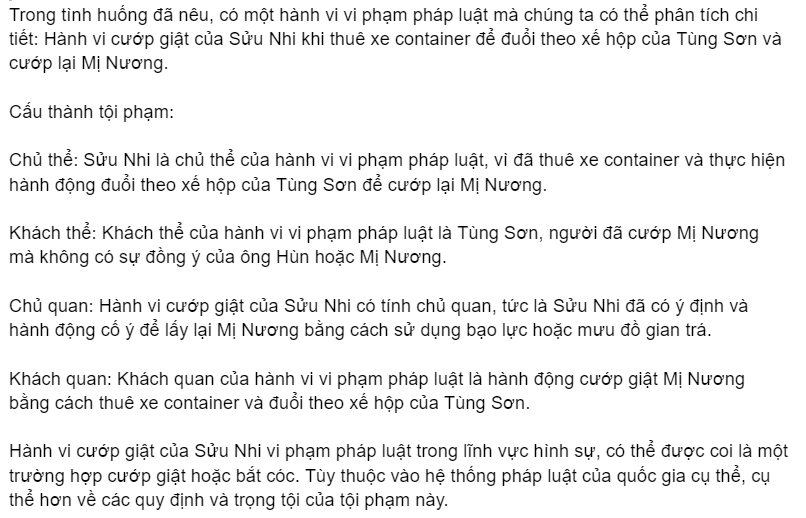 Trong tình huống đã nêu, có một hành vi vi phạm pháp luật mà chúng ta có thể phân tích chi
tiết: Hành vi cướp giật của Sửu Nhi khi thuê xe container để đuổi theo xế hộp của Tùng Sơn và
cướp lại Mị Nương.
Cấu thành tội phạm:
Chủ thể: Sửu Nhi là chủ thể của hành vi vi phạm pháp luật, vì đã thuê xe container và thực hiện
hành động đuổi theo xế hộp của Tùng Sơn để cướp lại Mị Nương.
Khách thể: Khách thể của hành vi vi phạm pháp luật là Tùng Sơn, người đã cướp Mị Nương
mà không có sự đồng ý của ông Hùn hoặc Mị Nương.
Chủ quan: Hành vi cướp giật của Sửu Nhi có tính chủ quan, tức là Sửu Nhi đã có ý định và
hành động cố ý để lấy lại Mị Nương bằng cách sử dụng bạo lực hoặc mưu đồ gian trá.
Khách quan: Khách quan của hành vi vi phạm pháp luật là hành động cướp giật Mị Nương
bằng cách thuê xe container và đuổi theo xế hộp của Tùng Sơn.
Hành vi cướp giật của Sửu Nhi vi phạm pháp luật trong lĩnh vực hình sự, có thể được coi là một
trường hợp cướp giật hoặc bắt cóc. Tùy thuộc vào hệ thống pháp luật của quốc gia cụ thể, cụ
thể hơn về các quy định và trọng tội của tội phạm này.